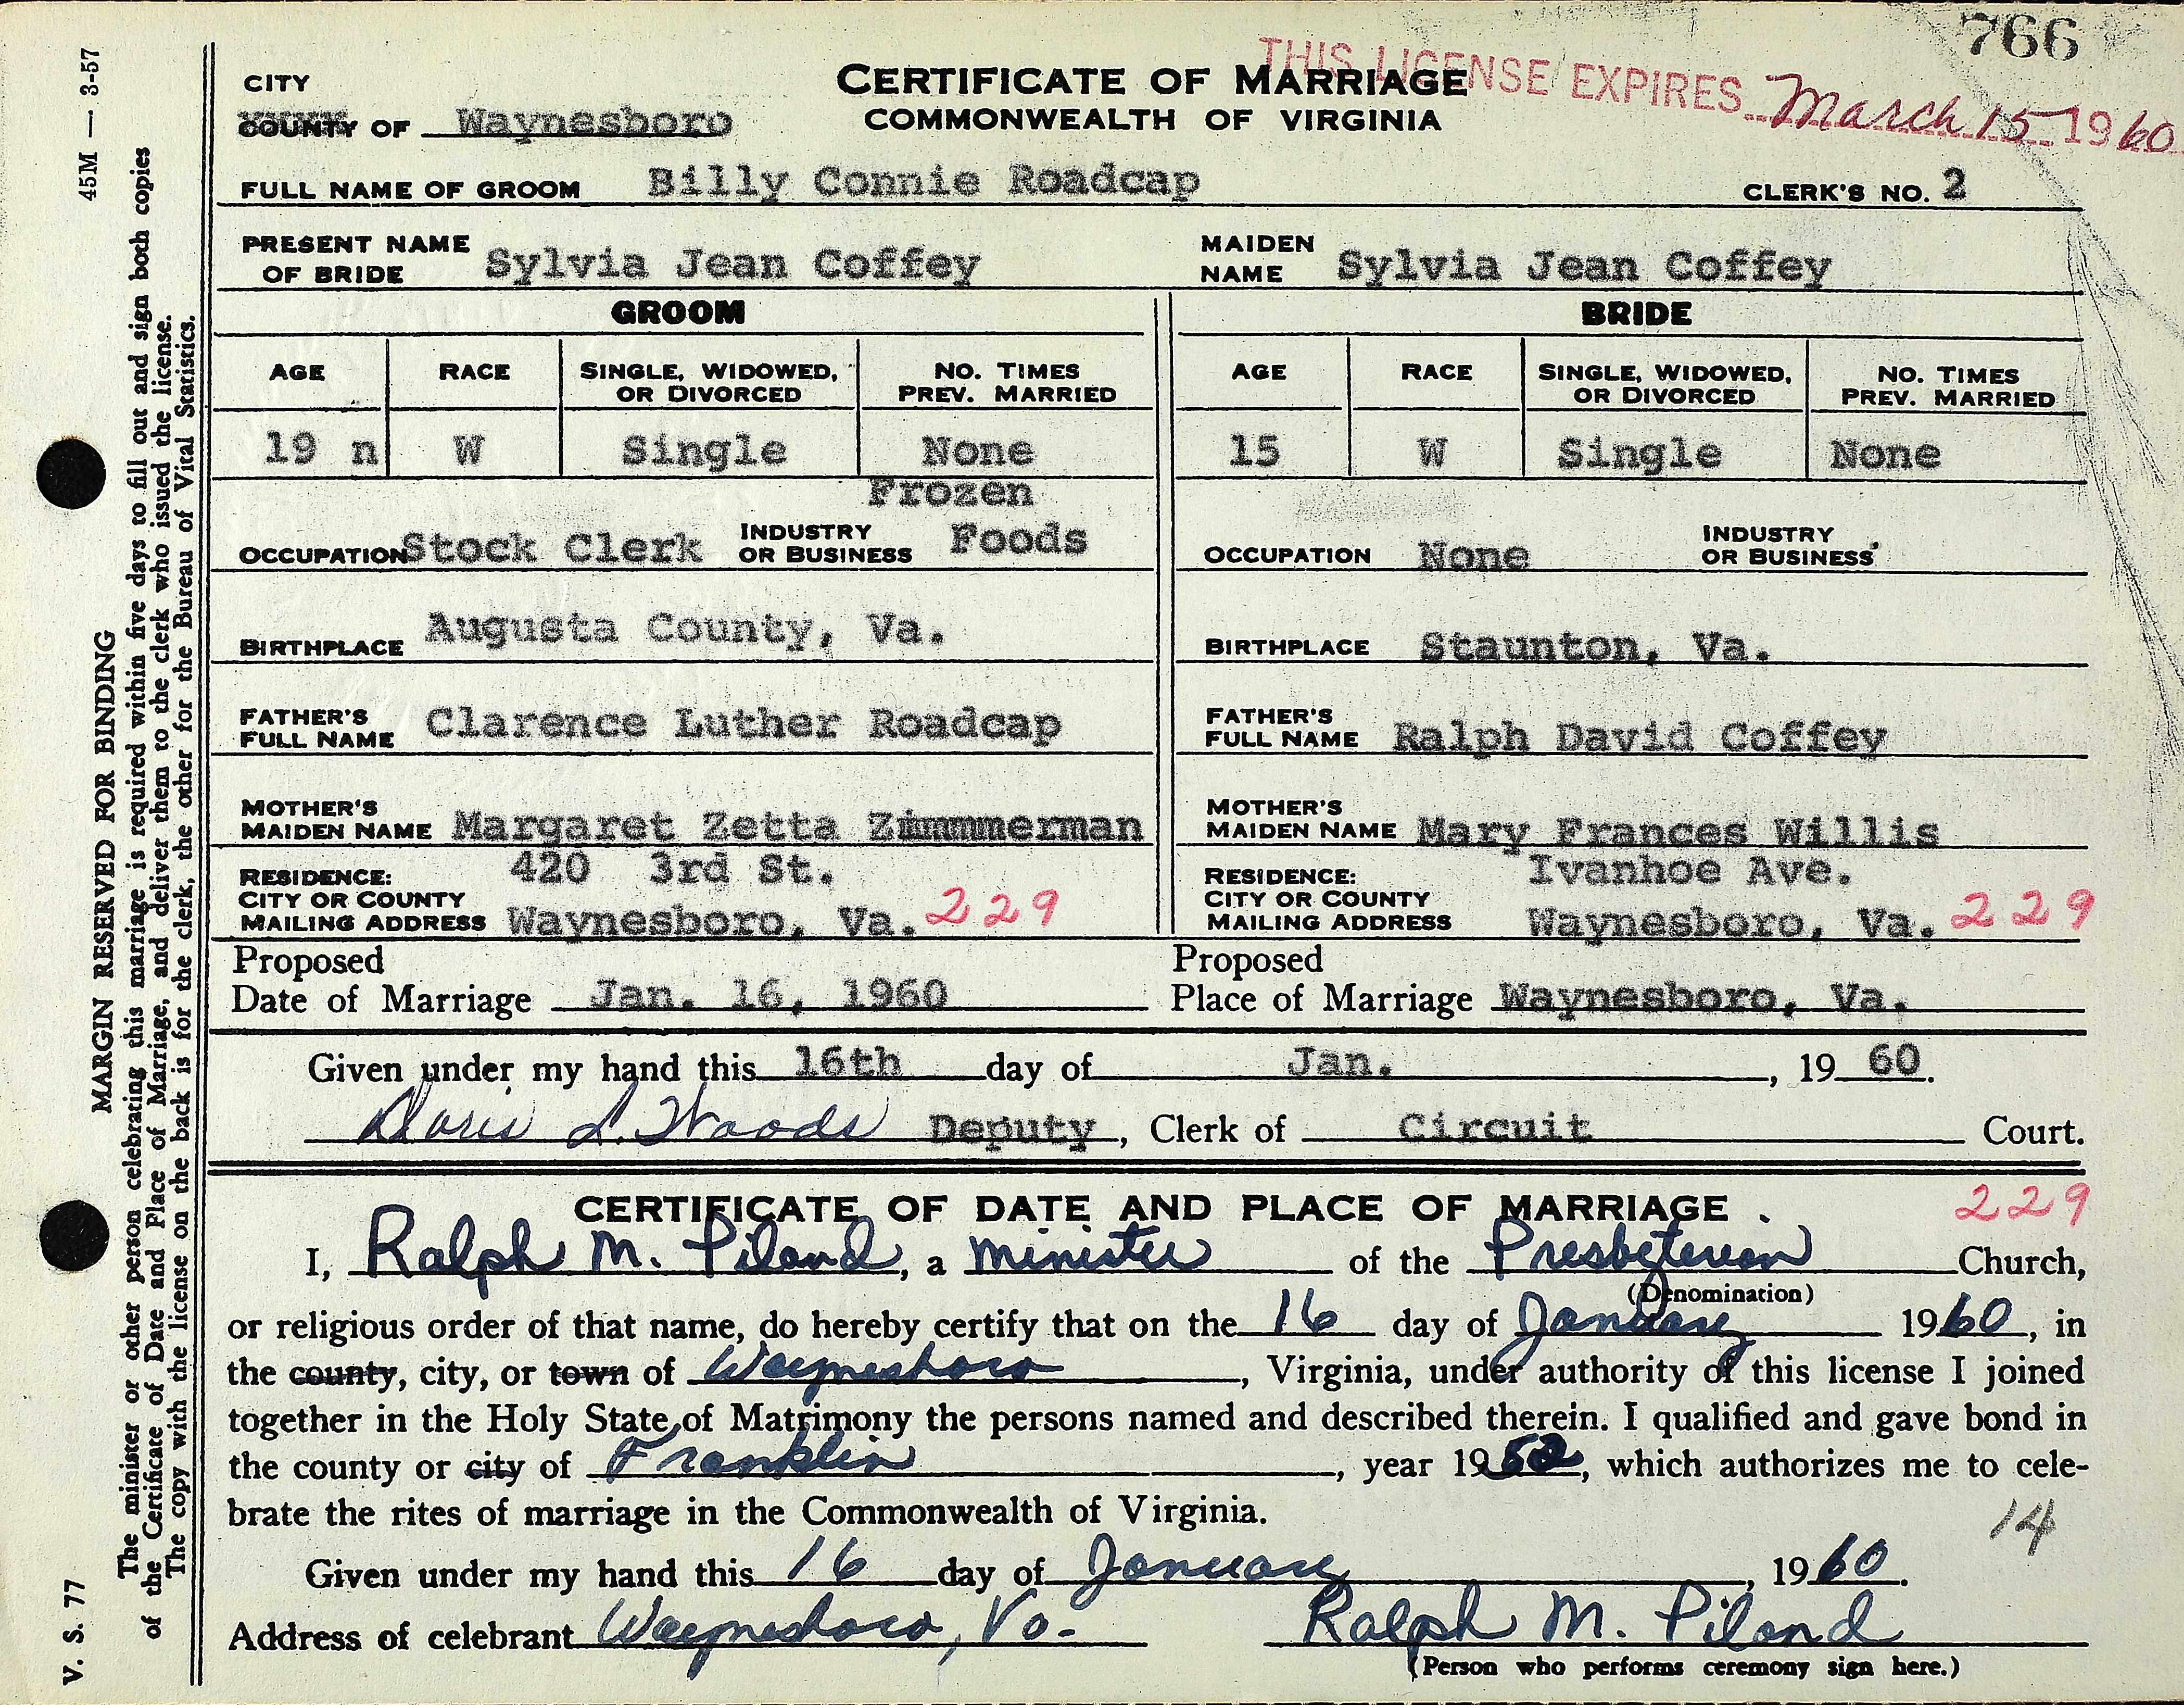 766
THIS LICENSE EXPIRES March 15 1960
CERTIFICATE OF MARRIAGE
COMMONWEALTH OF VIRGINIA
CITY
COUNTY OF Waynesboro
FULL NAME OF GROOM Billy Connie Roadcap CLERK'S NO. 2
PRESENT NAME OF BRIDE Sylvia Jean Coffey MAIDEN NAME Sylvia Jean Coffey
GROOM BRIDE
AGE RACE SINGLE, WIDOWED, OR DIVORCED NO. TIMES PREV. MARRIED AGE RACE SINGLE, WIDOWED, OR DIVORCED NO. TIMES PREV. MARRIED
19 n W Single None 15 W Single None
OCCUPATION Stock Clerk INDUSTRY OR BUSINESS Frozen Foods OCCUPATION None INDUSTRY OR BUSINESS
BIRTHPLACE Augusta County, Va. BIRTHPLACE Staunton, Va.
FATHER'S FULL NAME Clarence Luther Roadcap FATHER'S FULL NAME Ralph David Coffey
MOTHER'S MAIDEN NAME Margaret Zetta Zimmmerman MOTHER'S MAIDEN NAME Mary Frances Willis
RESIDENCE: CITY OR COUNTY MAILING ADDRESS 420 3rd St. Waynesboro, Va. 229 RESIDENCE: CITY OR COUNTY MAILING ADDRESS Ivanhoe Ave. Waynesboro, Va. 229
Proposed Date of Marriage Jan. 16, 1960 Proposed Place of Marriage Waynesboro, Va.
Given under my hand this 16th day of Jan., 19 60.
Doris L. Woods Deputy, Clerk of Circuit Court.
CERTIFICATE OF DATE AND PLACE OF MARRIAGE. 229
I, Ralph M. Piland, a minister of the Presbyterian Church,
(Denomination)
or religious order of that name, do hereby certify that on the 16 day of January 1960, in
the county, city, or town of Waynesboro, Virginia, under authority of this license I joined
together in the Holy State of Matrimony the persons named and described therein. I qualified and gave bond in
the county or city of Franklin, year 19, which authorizes me to cele-
brate the rites of marriage in the Commonwealth of Virginia.
14
Given under my hand this 16 day of January, 1960.
Address of celebrant Waynesboro, Va. Ralph M. Piland
(Person who performs ceremony sign here.)
V. S. 77 MARGIN RESERVED FOR BINDING 45M — 3-57
The minister or other person celebrating this marriage is required within five days to fill out and sign both copies
of the Certificate of Date and Place of Marriage, and deliver them to the clerk who issued the license.
The copy with the license on the back is for the clerk, the other for the Bureau of Vital Statistics.